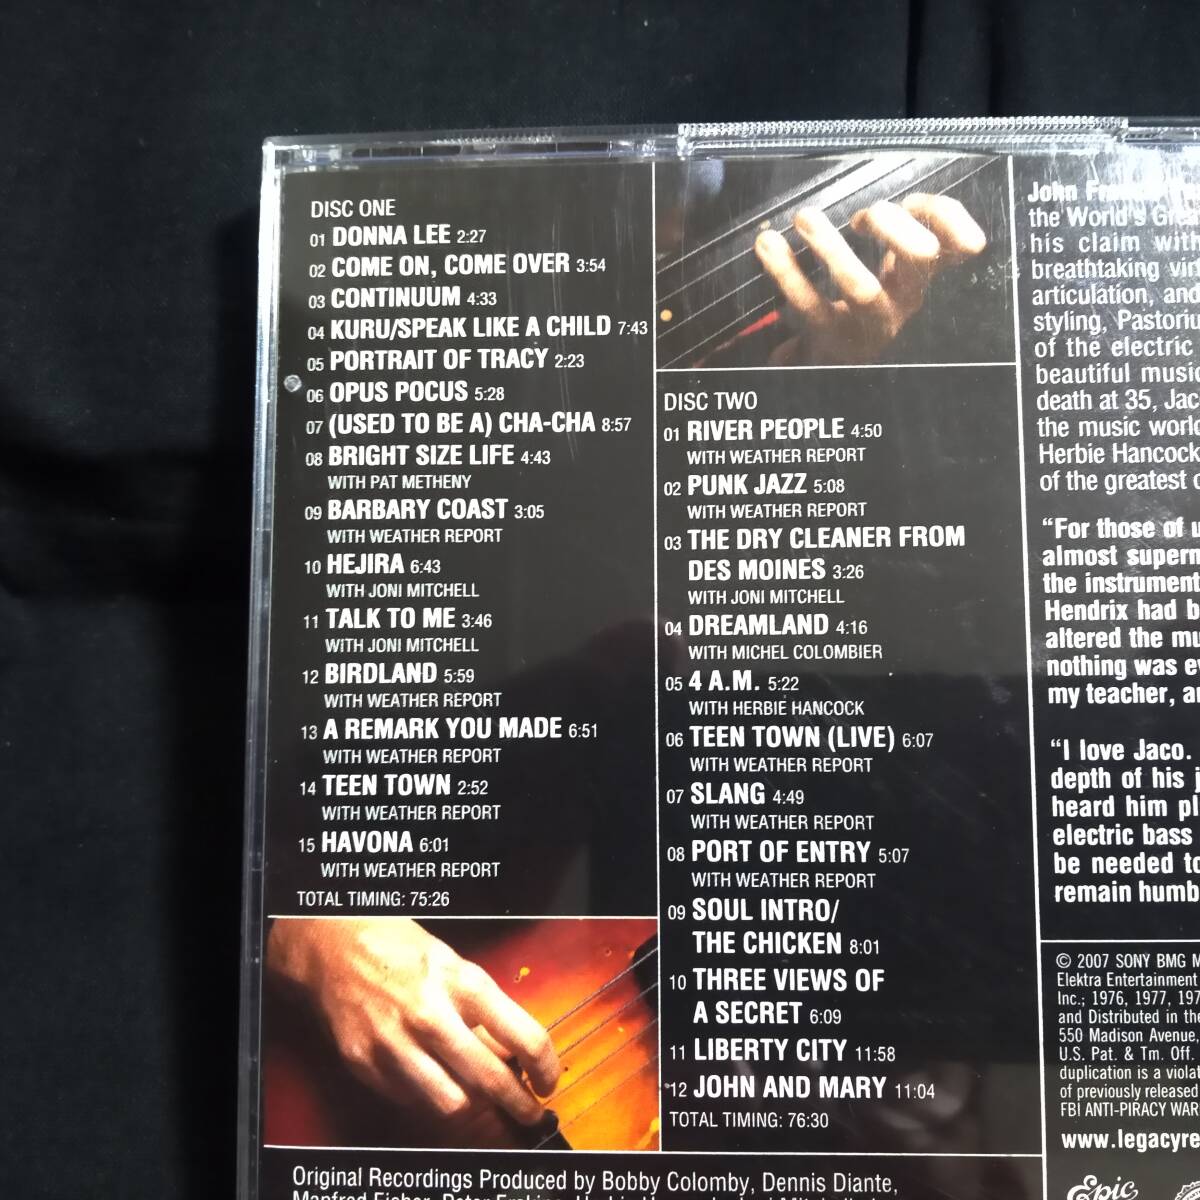 DISC ONE
01 DONNA LEE 2:27
02 COME ON, COME OVER 3:54
03 CONTINUUM 4:33
04 KURU/SPEAK LIKE A CHILD 7:43
05 PORTRAIT OF TRACY 2:23
06 OPUS POCUS 5:28
07 (USED TO BE A) CHA-CHA 8:57
08 BRIGHT SIZE LIFE 4:43
WITH PAT METHENY
09 BARBARY COAST 3:05
WITH WEATHER REPORT
10 HEJIRA 6:43
WITH JONI MITCHELL
11 TALK TO ME 3:46
WITH JONI MITCHELL
12 BIRDLAND 5:59
WITH WEATHER REPORT
13 A REMARK YOU MADE 6:51
WITH WEATHER REPORT
14 TEEN TOWN 2:52
WITH WEATHER REPORT
15 HAVONA 6:01
WITH WEATHER REPORT
TOTAL TIMING: 75:26
DISC TWO
01 RIVER PEOPLE 4:50
WITH WEATHER REPORT
02 PUNK JAZZ 5:08
WITH WEATHER REPORT
03 THE DRY CLEANER FROM
DES MOINES 3:26
WITH JONI MITCHELL
04 DREAMLAND 4:16
WITH MICHEL COLOMBIER
05 4 A.M. 5:22
WITH HERBIE HANCOCK
06 TEEN TOWN (LIVE) 6:07
WITH WEATHER REPORT
07 SLANG 4:49
WITH WEATHER REPORT
08 PORT OF ENTRY 5:07
WITH WEATHER REPORT
09 SOUL INTRO/
THE CHICKEN 8:01
10 THREE VIEWS OF
A SECRET 6:09
11 LIBERTY CITY 11:58
12 JOHN AND MARY 11:04
TOTAL TIMING: 76:30
John
the World's
his claim with
breathtaking
articulation, and
styling,
of the electric
beautiful
death at 35,
the music
Herbie Hancock
of the greatest
"For those of
almost
the instrument
Hendrix had
altered the
nothing was
my teacher,
"I love Jaco.
depth of his
heard him
electric bass
be needed to
remain
© 2007 SONY BMG
Elektra Entertainment
Inc.; 1976, 1977,
and Distributed in the
550 Madison Avenue,
U.S. Pat. & Tm. Off.
duplication is a
of previously released
FBI ANTI-PIRACY
www.legacyre
Epic
Original Recordings Produced by Bobby Colomby, Dennis Diante,